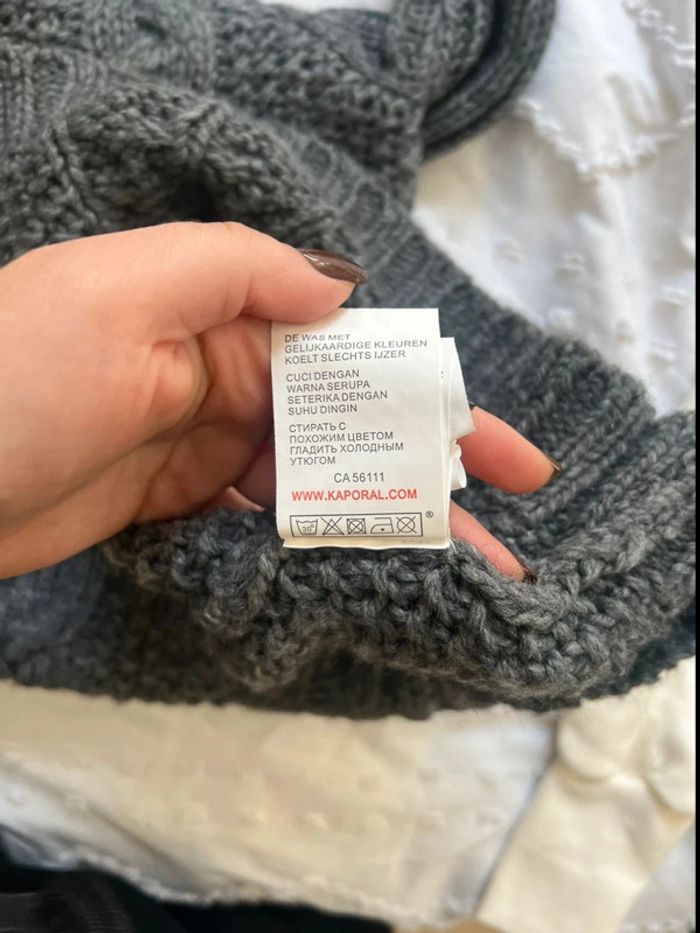 DE WAS MET
GELIJKAARDIGE KLEUREN
KOELT SLECHTS IJZER
CUCI DENGAN
WARNA SERUPA
SETERIKA DENGAN
SUHU DINGIN
СТИРАТЬ С
ПОХОЖИМ ЦВЕТОМ
ГЛАДИТЬ ХОЛОДНЫМ
УТЮГОМ
CA 56111
WWW.KAPORAL.COM
30° ®